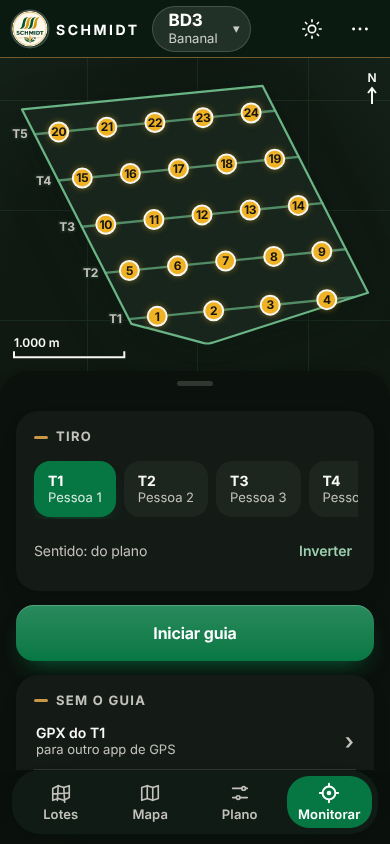 SCHMIDT
SCHMIDT
BD3
Bananal
N
T5
20
21
22
23
24
T4
15
16
17
18
19
T3
10
11
12
13
14
T2
5
6
7
8
9
T1
1
2
3
4
1.000 m
TIRO
T1
Pessoa 1
T2
Pessoa 2
T3
Pessoa 3
T4
Pesso
Sentido: do plano
Inverter
Iniciar guia
SEM O GUIA
GPX do T1
para outro app de GPS
Lotes
Mapa
Plano
Monitorar